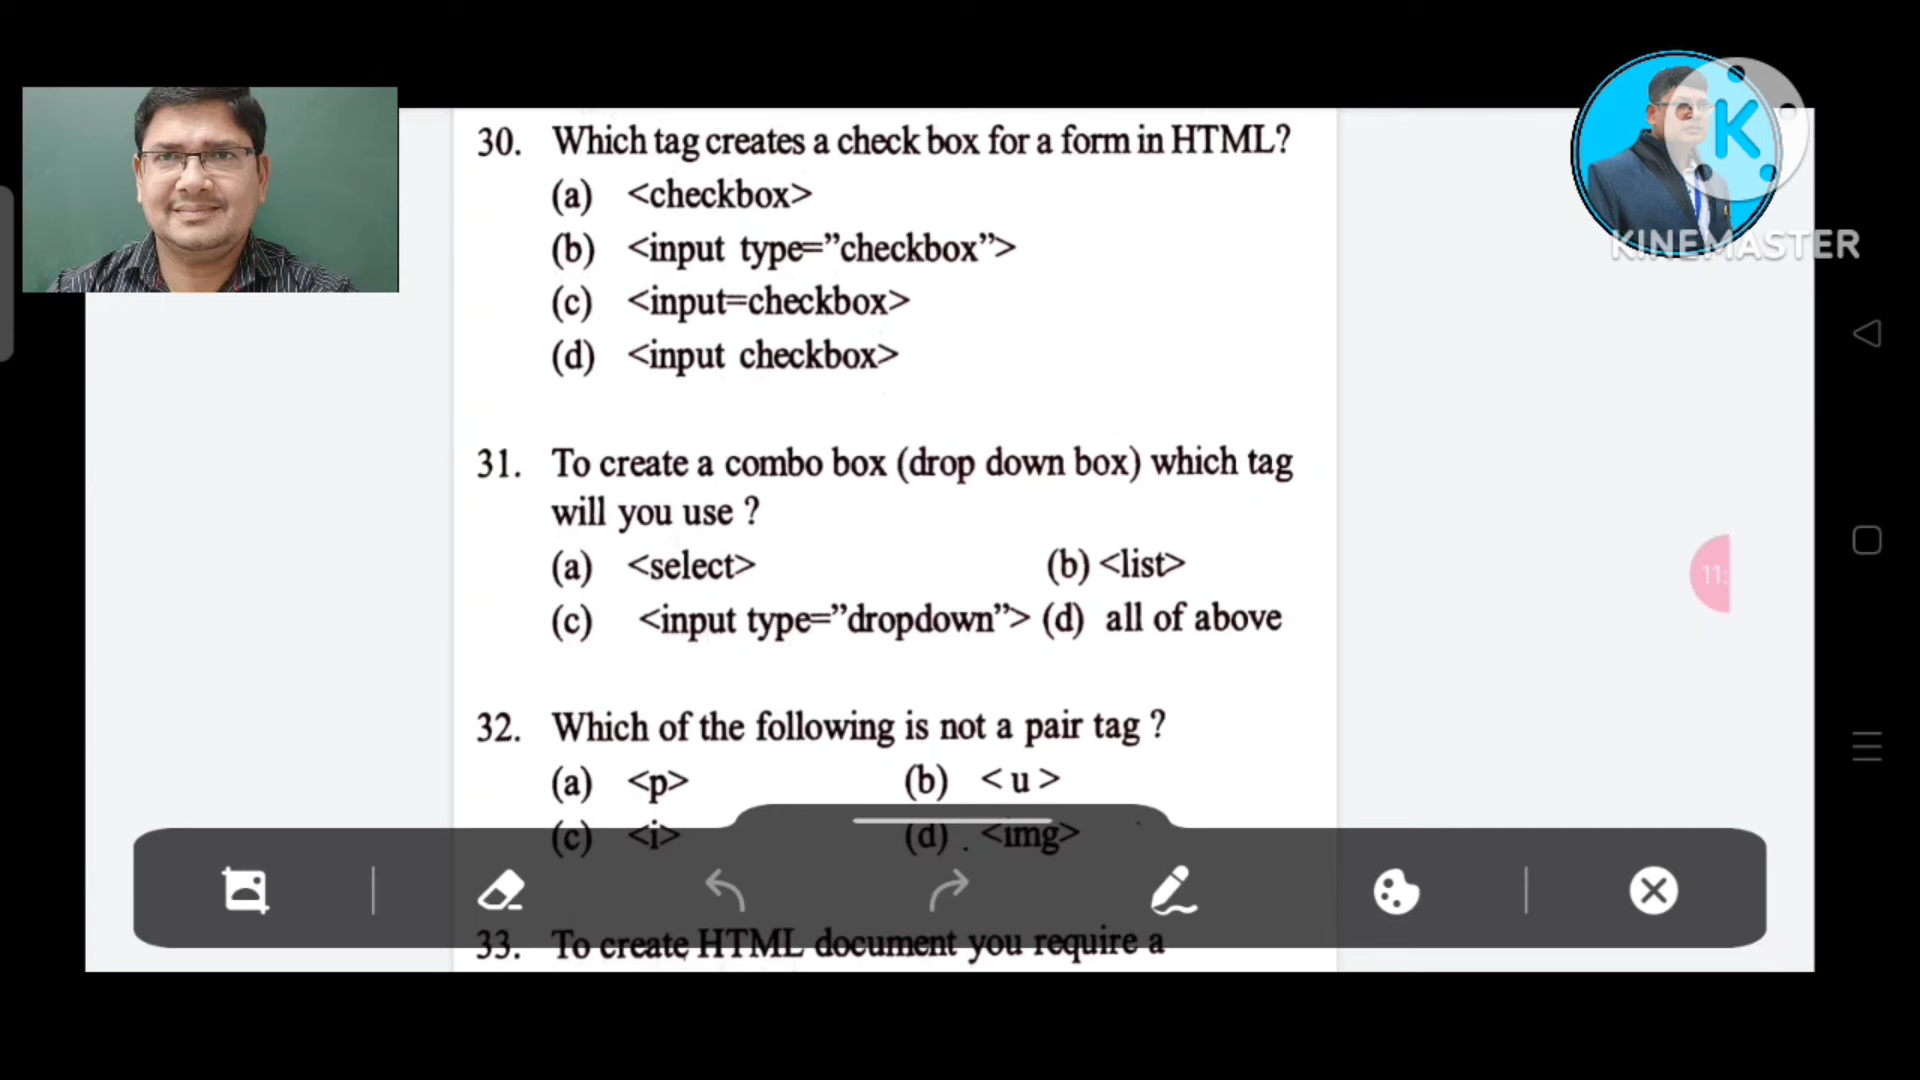 30. Which tag creates a check box for a form in HTML?
(a) <checkbox>
(b) <input type=”checkbox”>
(c) <input=checkbox>
(d) <input checkbox>
31. To create a combo box (drop down box) which tag
will you use ?
(a) <select> (b) <list>
(c) <input type=”dropdown”> (d) all of above
32. Which of the following is not a pair tag ?
(a) <p> (b) < u >
(c) <i> (d) . <img>
33. To create HTML document you require a
K
KINEMASTER
11: